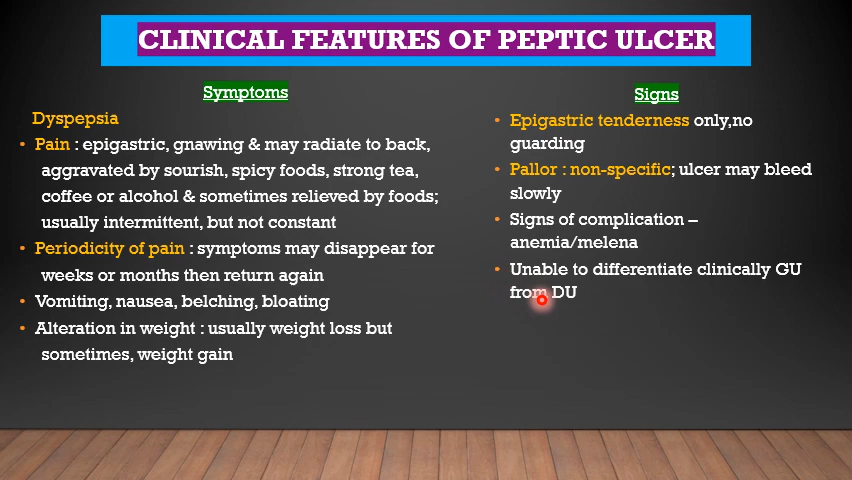 CLINICAL FEATURES OF PEPTIC ULCER
Symptoms
Dyspepsia
• Pain : epigastric, gnawing & may radiate to back,
aggravated by sourish, spicy foods, strong tea,
coffee or alcohol & sometimes relieved by foods;
usually intermittent, but not constant
• Periodicity of pain : symptoms may disappear for
weeks or months then return again
• Vomiting, nausea, belching, bloating
• Alteration in weight : usually weight loss but
sometimes, weight gain
Signs
• Epigastric tenderness only,no
guarding
• Pallor : non-specific; ulcer may bleed
slowly
• Signs of complication –
anemia/melena
• Unable to differentiate clinically GU
from DU